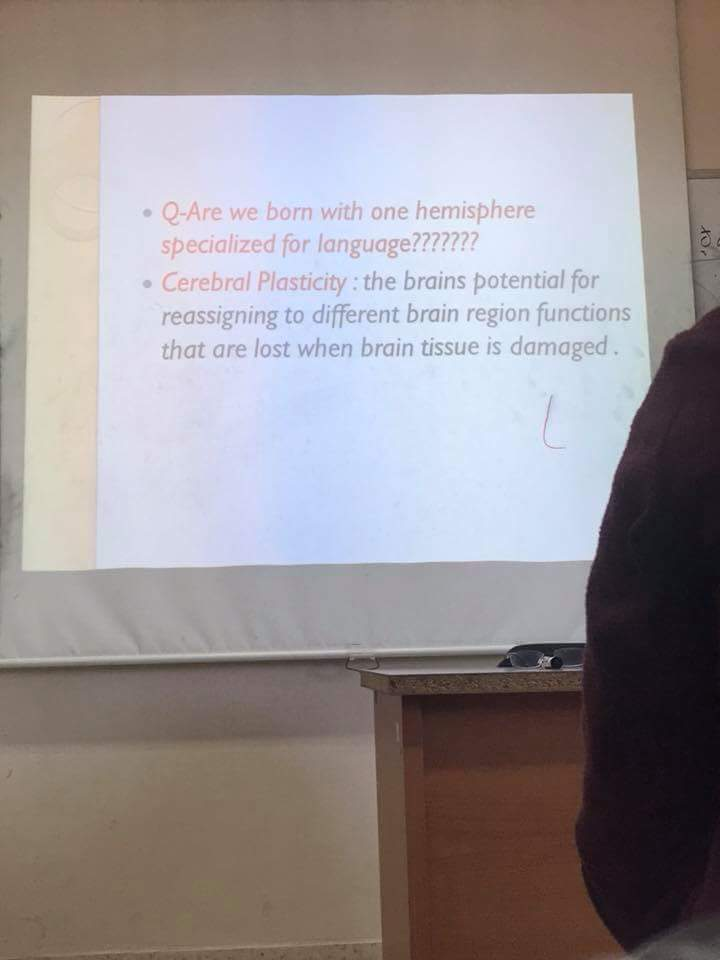 • Q-Are we born with one hemisphere
specialized for language???????
• Cerebral Plasticity : the brains potential for
reassigning to different brain region functions
that are lost when brain tissue is damaged .